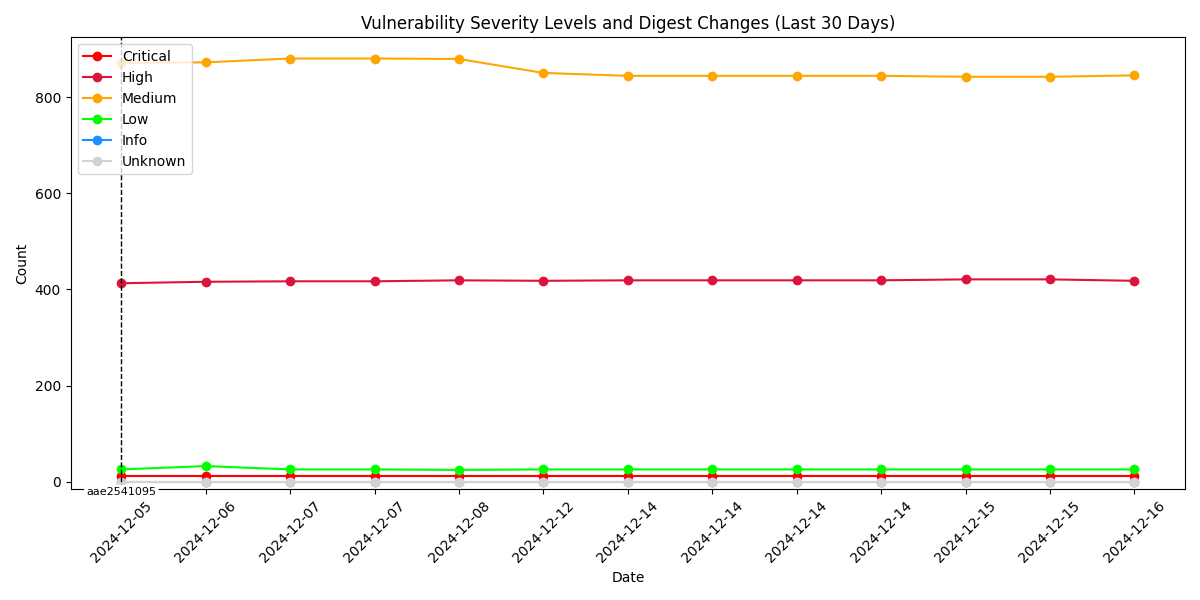 Vulnerability Severity Levels and Digest Changes (Last 30 Days)
Critical
High
Medium
Low
Info
Unknown
Count
800
600
400
200
0
aae2541095
2024-12-05
2024-12-06
2024-12-07
2024-12-07
2024-12-08
2024-12-12
2024-12-14
2024-12-14
2024-12-14
2024-12-14
2024-12-15
2024-12-15
2024-12-16
Date